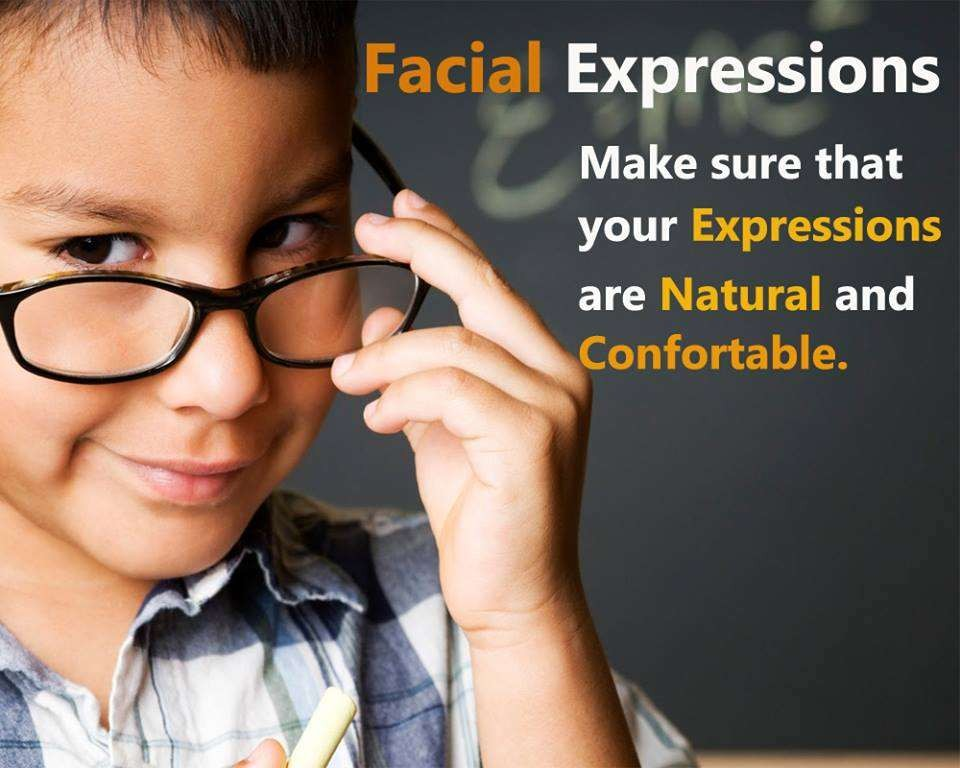 Facial Expressions
Make sure that
your Expressions
are Natural and
Confortable.